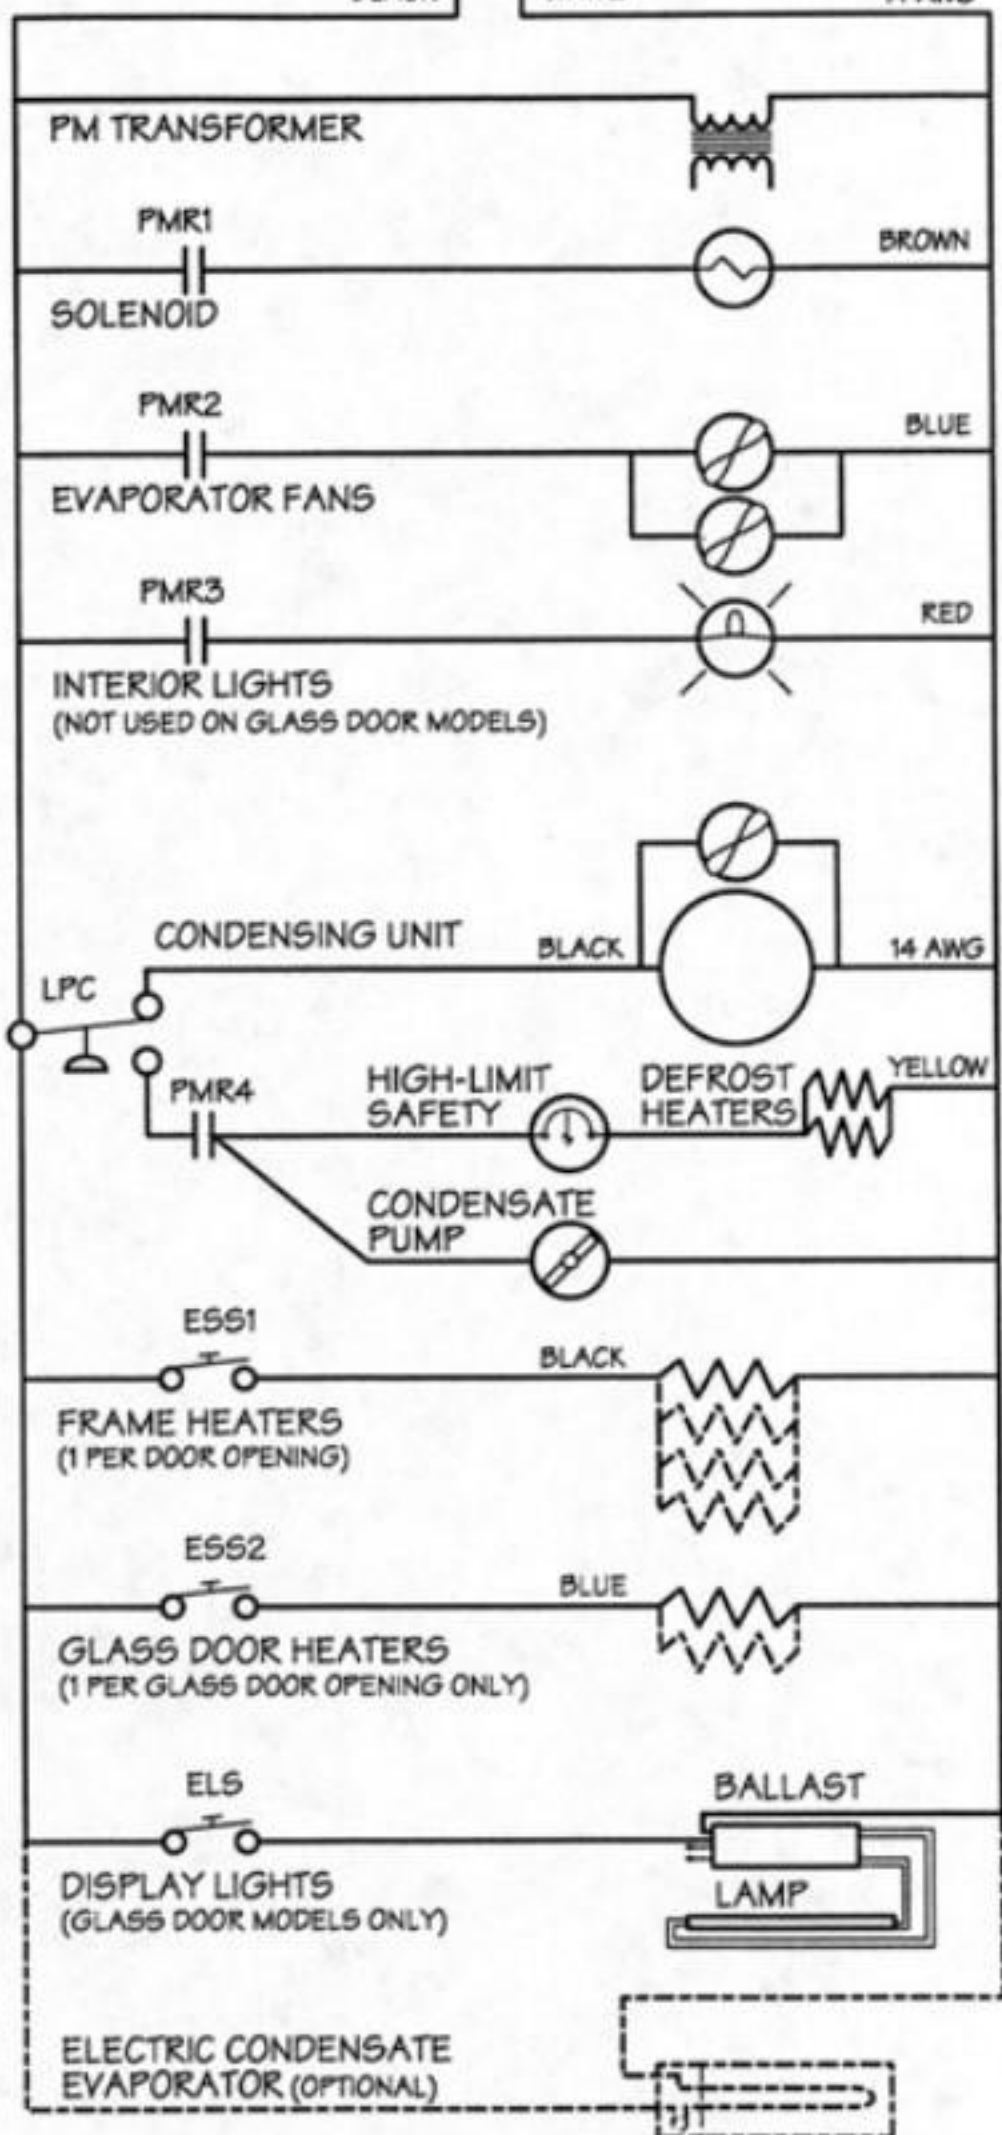 PM TRANSFORMER
PMR1
BROWN
SOLENOID
PMR2
BLUE
EVAPORATOR FANS
PMR3
RED
INTERIOR LIGHTS
(NOT USED ON GLASS DOOR MODELS)
CONDENSING UNIT
BLACK
14 AWG
LPC
PMR4
HIGH-LIMIT
SAFETY
DEFROST
HEATERS
YELLOW
CONDENSATE
PUMP
ESS1
BLACK
FRAME HEATERS
(1 PER DOOR OPENING)
ESS2
BLUE
GLASS DOOR HEATERS
(1 PER GLASS DOOR OPENING ONLY)
ELS
BALLAST
DISPLAY LIGHTS
(GLASS DOOR MODELS ONLY)
LAMP
ELECTRIC CONDENSATE
EVAPORATOR (OPTIONAL)